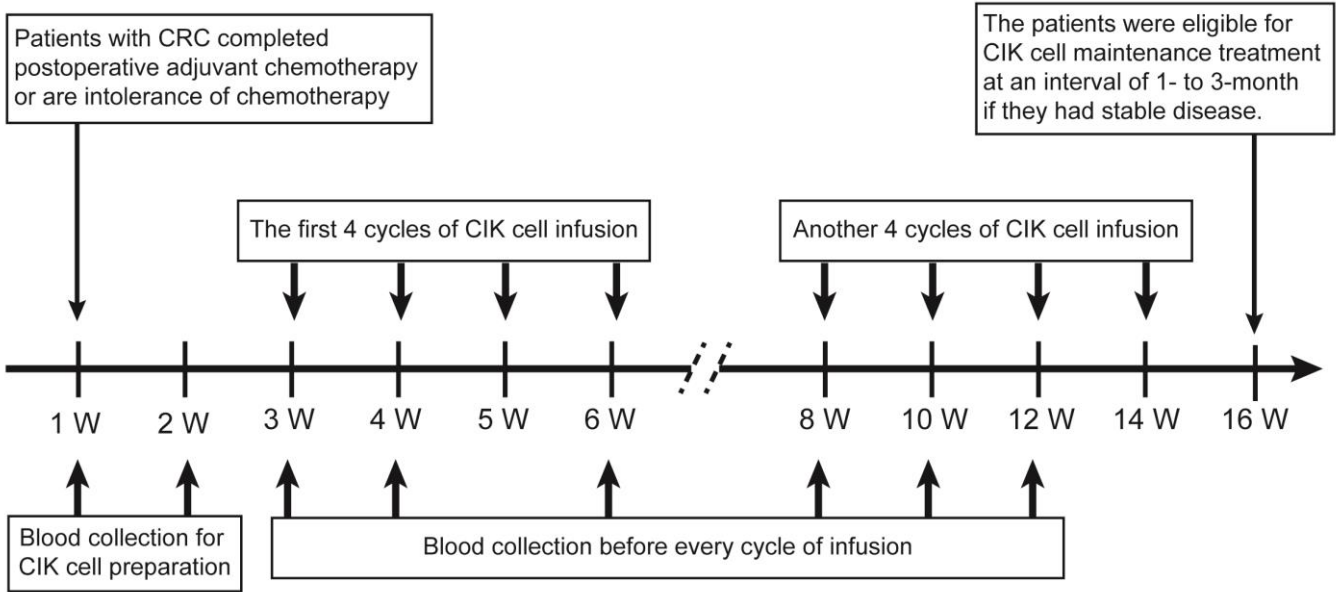 Patients with CRC completed
postoperative adjuvant chemotherapy
or are intolerance of chemotherapy
The patients were eligible for
CIK cell maintenance treatment
at an interval of 1- to 3-month
if they had stable disease.
The first 4 cycles of CIK cell infusion
Another 4 cycles of CIK cell infusion
1 W 2 W 3 W 4 W 5 W 6 W 8 W 10 W 12 W 14 W 16 W
Blood collection for
CIK cell preparation
Blood collection before every cycle of infusion